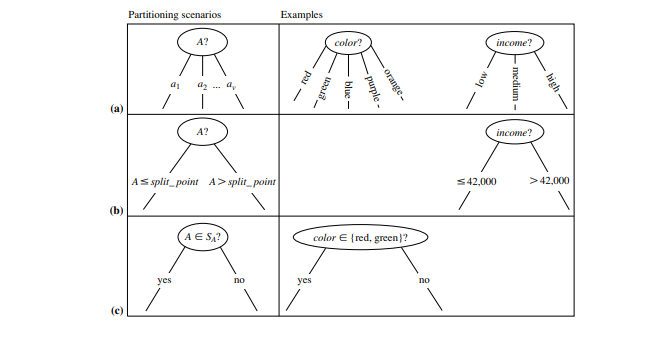 Partitioning scenarios Examples
A? color? income?
a1 a2 ... av red green blue purple orange low medium high
(a)
A? income?
A ≤ split_point A > split_point ≤ 42,000 > 42,000
(b)
A ∈ SA? color ∈ {red, green}?
yes no yes no
(c)